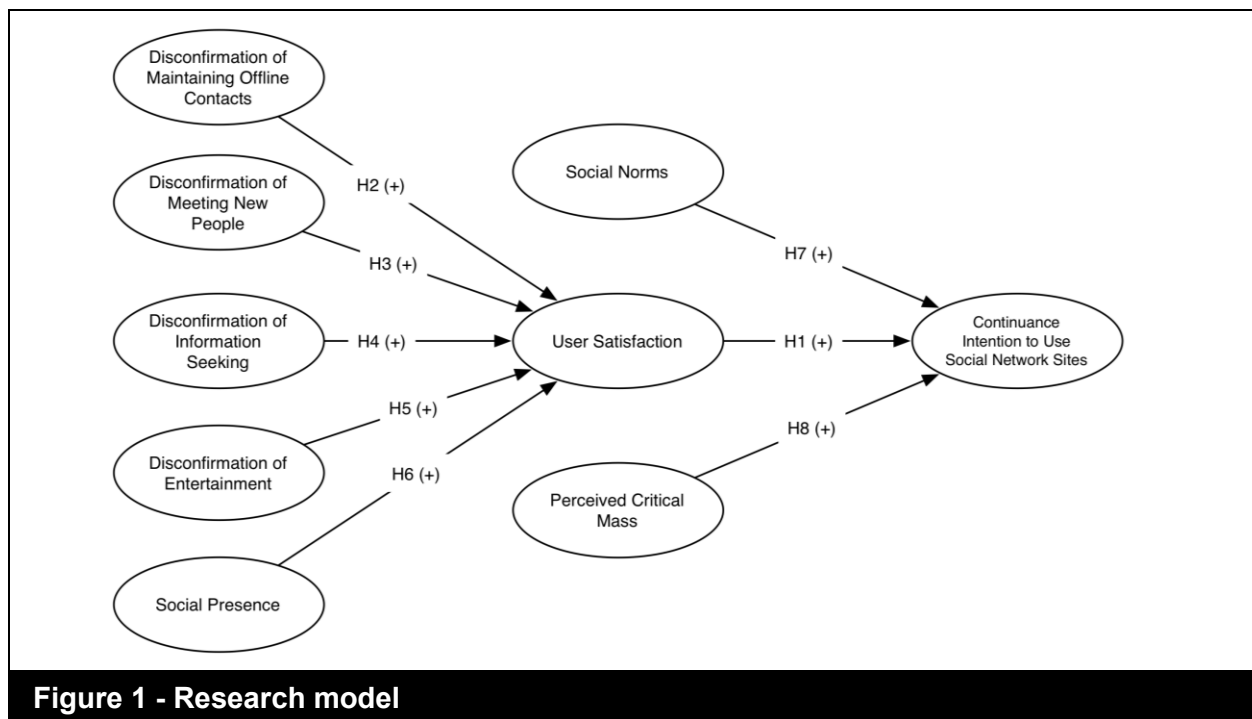 Disconfirmation of
Maintaining Offline
Contacts
H2 (+)
Disconfirmation of
Meeting New
People
H3 (+)
Disconfirmation of
Information
Seeking
H4 (+)
Disconfirmation of
Entertainment
H5 (+)
Social Presence
H6 (+)
Social Norms
H7 (+)
User Satisfaction
H1 (+)
Perceived Critical
Mass
H8 (+)
Continuance
Intention to Use
Social Network Sites
Figure 1 - Research model